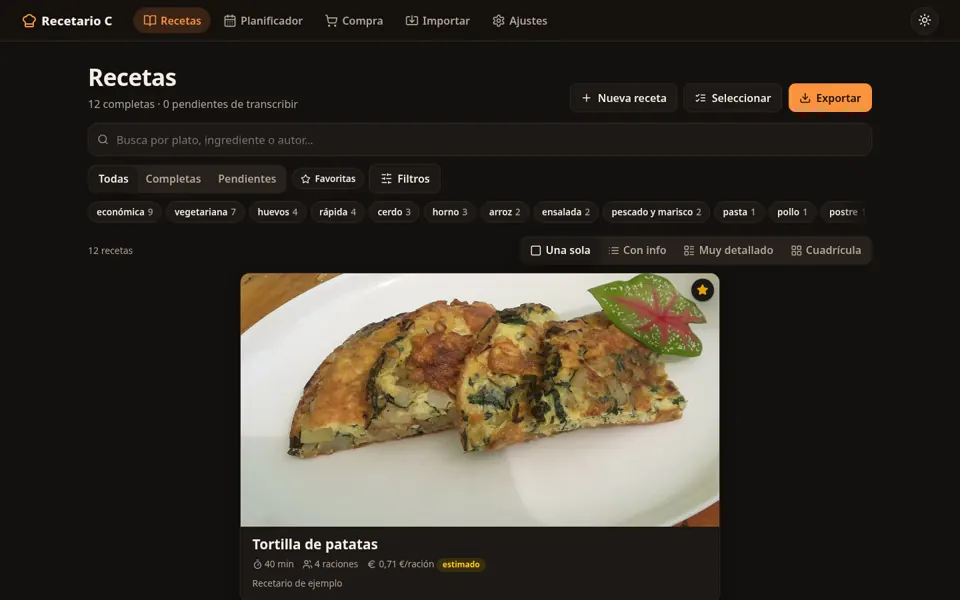 Recetario C Recetas Planificador Compra Importar Ajustes
Recetas
12 completas · 0 pendientes de transcribir
Nueva receta Seleccionar Exportar
Busca por plato, ingrediente o autor...
Todas Completas Pendientes Favoritas Filtros
económica 9 vegetariana 7 huevos 4 rápida 4 cerdo 3 horno 3 arroz 2 ensalada 2 pescado y marisco 2 pasta 1 pollo 1 postre
12 recetas Una sola Con info Muy detallado Cuadrícula
Tortilla de patatas
40 min 4 raciones € 0,71 €/ración estimado
Recetario de ejemplo